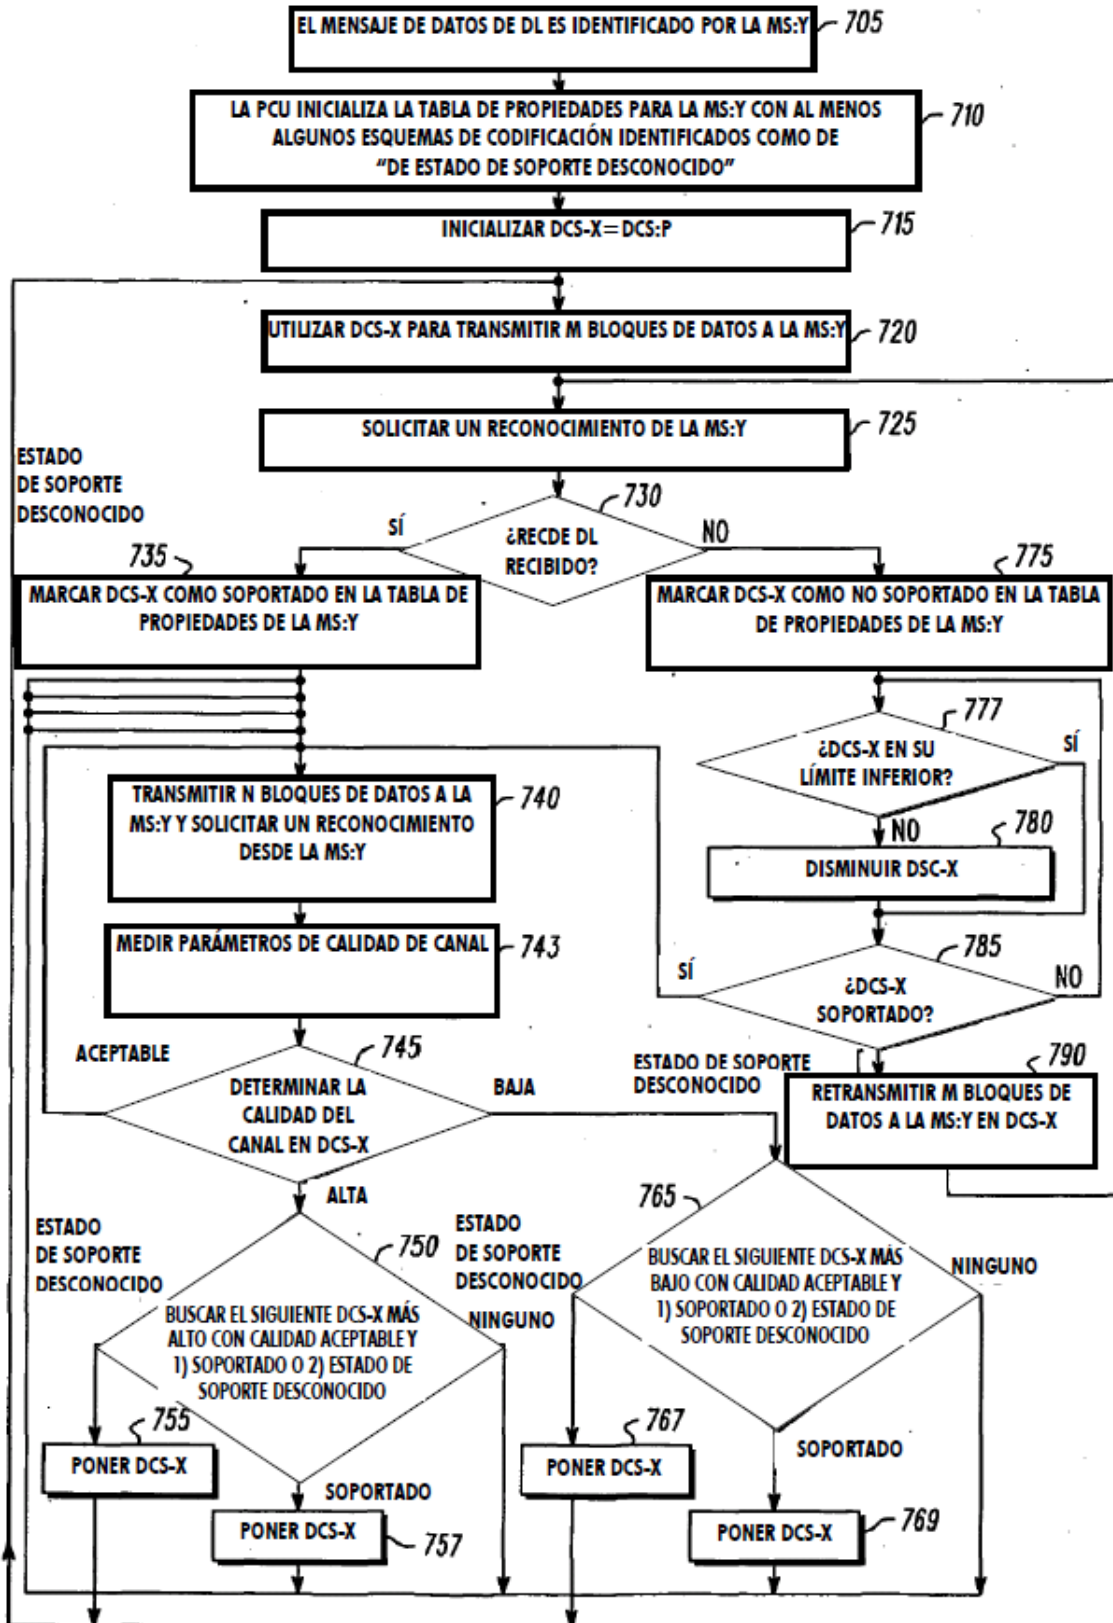 EL MENSAJE DE DATOS DE DL ES IDENTIFICADO POR LA MS:Y
705
LA PCU INICIALIZA LA TABLA DE PROPIEDADES PARA LA MS:Y CON AL MENOS
ALGUNOS ESQUEMAS DE CODIFICACIÓN IDENTIFICADOS COMO DE
“DE ESTADO DE SOPORTE DESCONOCIDO”
710
INICIALIZAR DCS-X=DCS:P
715
UTILIZAR DCS-X PARA TRANSMITIR M BLOQUES DE DATOS A LA MS:Y
720
SOLICITAR UN RECONOCIMIENTO DE LA MS:Y
725
ESTADO
DE SOPORTE
DESCONOCIDO
730
SÍ
¿RECDE DL
RECIBIDO?
NO
735
MARCAR DCS-X COMO SOPORTADO EN LA TABLA DE
PROPIEDADES DE LA MS:Y
775
MARCAR DCS-X COMO NO SOPORTADO EN LA TABLA
DE PROPIEDADES DE LA MS:Y
777
¿DCS-X EN SU
LÍMITE INFERIOR?
SÍ
NO
TRANSMITIR N BLOQUES DE DATOS A LA
MS:Y Y SOLICITAR UN RECONOCIMIENTO
DESDE LA MS:Y
740
780
DISMINUIR DSC-X
MEDIR PARÁMETROS DE CALIDAD DE CANAL
743
785
SÍ
¿DCS-X
SOPORTADO?
NO
745
ACEPTABLE
DETERMINAR LA
CALIDAD DEL
CANAL EN DCS-X
BAJA
ALTA
ESTADO DE SOPORTE
DESCONOCIDO
790
RETRANSMITIR M BLOQUES DE
DATOS A LA MS:Y EN DCS-X
ESTADO
DE SOPORTE
DESCONOCIDO
750
BUSCAR EL SIGUIENTE DCS-X MÁS
ALTO CON CALIDAD ACEPTABLE Y
1) SOPORTADO O 2) ESTADO DE
SOPORTE DESCONOCIDO
NINGUNO
ESTADO
DE SOPORTE
DESCONOCIDO
765
BUSCAR EL SIGUIENTE DCS-X MÁS
BAJO CON CALIDAD ACEPTABLE Y
1) SOPORTADO O 2) ESTADO DE
SOPORTE DESCONOCIDO
NINGUNO
755
PONER DCS-X
SOPORTADO
PONER DCS-X
757
767
PONER DCS-X
SOPORTADO
PONER DCS-X
769